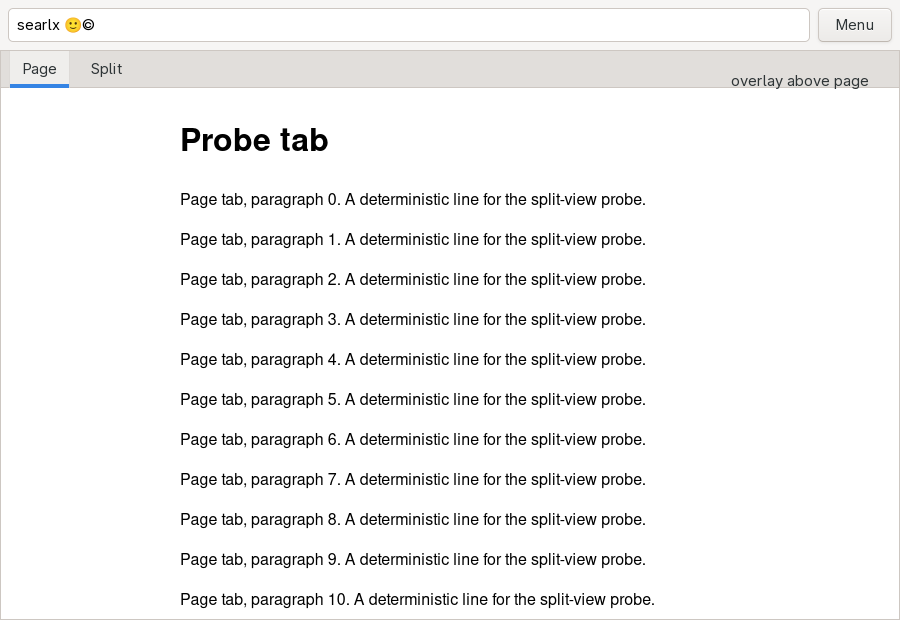 searlx 🙂©
Menu
Page
Split
overlay above page
Probe tab
Page tab, paragraph 0. A deterministic line for the split-view probe.
Page tab, paragraph 1. A deterministic line for the split-view probe.
Page tab, paragraph 2. A deterministic line for the split-view probe.
Page tab, paragraph 3. A deterministic line for the split-view probe.
Page tab, paragraph 4. A deterministic line for the split-view probe.
Page tab, paragraph 5. A deterministic line for the split-view probe.
Page tab, paragraph 6. A deterministic line for the split-view probe.
Page tab, paragraph 7. A deterministic line for the split-view probe.
Page tab, paragraph 8. A deterministic line for the split-view probe.
Page tab, paragraph 9. A deterministic line for the split-view probe.
Page tab, paragraph 10. A deterministic line for the split-view probe.